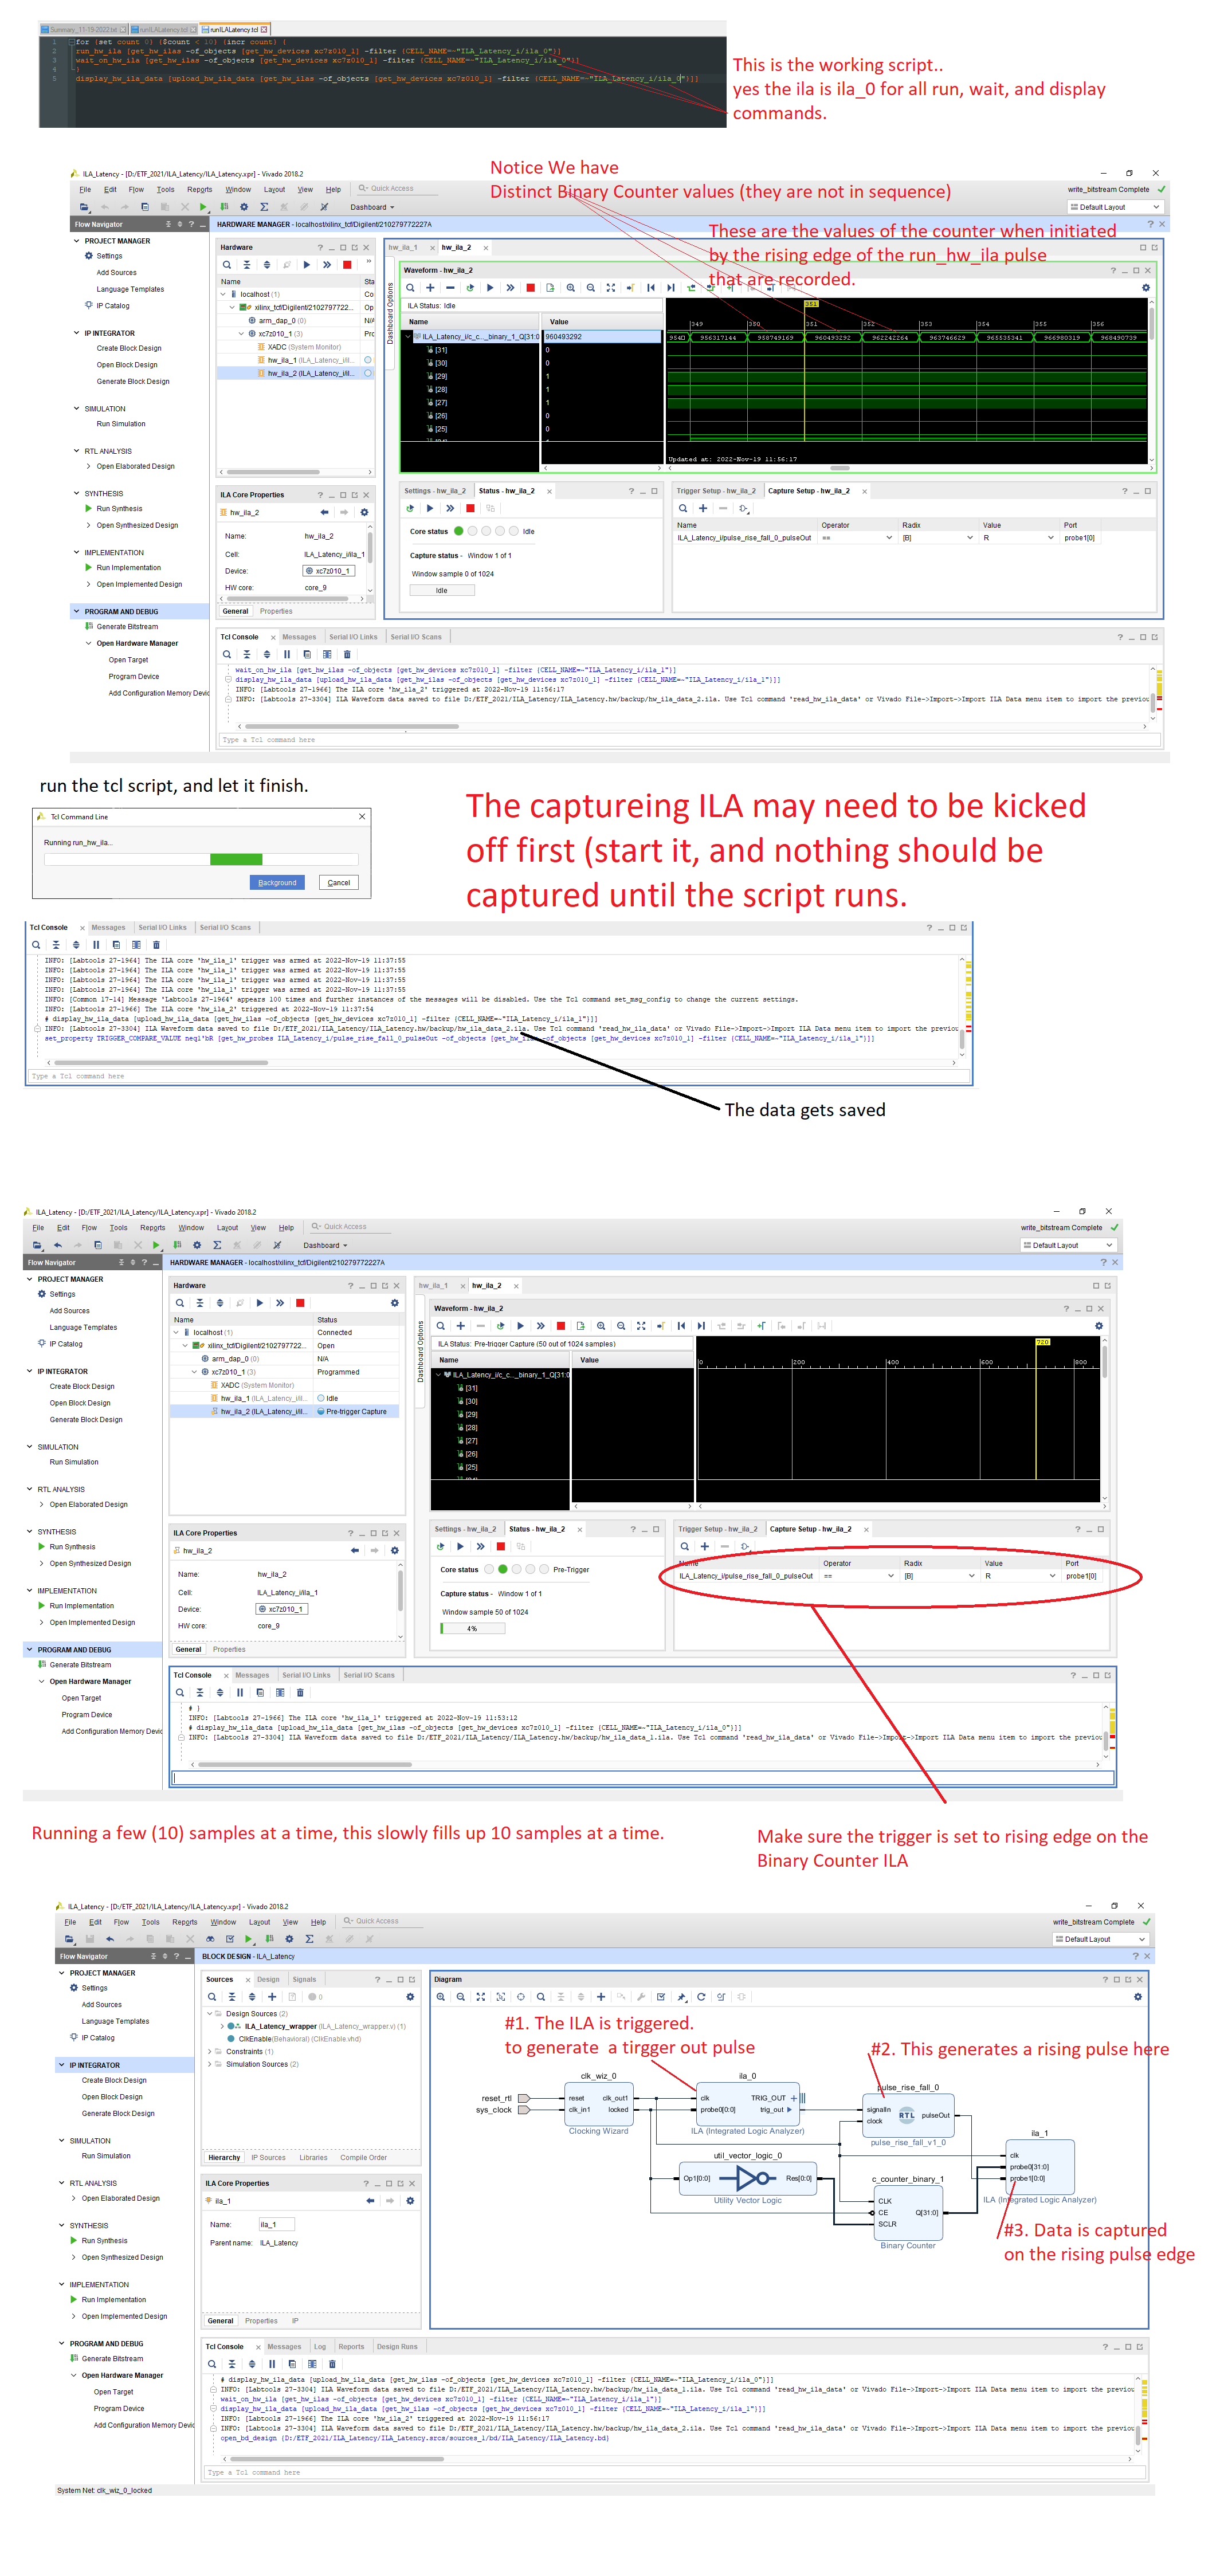 Summary_11-19-2022.txt runILALatency.tcl runILALatency.tcl
1 for {set count 0} {$count < 10} {incr count} {
2 run_hw_ila [get_hw_ilas -of_objects [get_hw_devices xc7z010_1] -filter {CELL_NAME=~"ILA_Latency_i/ila_0"}]
3 wait_on_hw_ila [get_hw_ilas -of_objects [get_hw_devices xc7z010_1] -filter {CELL_NAME=~"ILA_Latency_i/ila_0"}]
4 }
5 display_hw_ila_data [upload_hw_ila_data [get_hw_ilas -of_objects [get_hw_devices xc7z010_1] -filter {CELL_NAME=~"ILA_Latency_i/ila_0"}]]
This is the working script..
yes the ila is ila_0 for all run, wait, and display
commands.
Notice We have
Distinct Binary Counter values (they are not in sequence)
These are the values of the counter when initiated
by the rising edge of the run_hw_ila pulse
that are recorded.
ILA_Latency - [D:/ETF_2021/ILA_Latency/ILA_Latency.xpr] - Vivado 2018.2
File Edit Flow Tools Reports Window Layout View Help Quick Access
write_bitstream Complete
Dashboard
Default Layout
Flow Navigator
HARDWARE MANAGER - localhost/xilinx_tcf/Digilent/210279772227A
PROJECT MANAGER
Settings
Add Sources
Language Templates
IP Catalog
IP INTEGRATOR
Create Block Design
Open Block Design
Generate Block Design
SIMULATION
Run Simulation
RTL ANALYSIS
Open Elaborated Design
SYNTHESIS
Run Synthesis
Open Synthesized Design
IMPLEMENTATION
Run Implementation
Open Implemented Design
PROGRAM AND DEBUG
Generate Bitstream
Open Hardware Manager
Open Target
Program Device
Add Configuration Memory Devic
Hardware
Name Sta
localhost (1) Co
xilinx_tcf/Digilent/2102797722... Op
arm_dap_0 (0) N/A
xc7z010_1 (3) Prc
XADC (System Monitor)
hw_ila_1 (ILA_Latency_i/il...
hw_ila_2 (ILA_Latency_i/il...
ILA Core Properties
hw_ila_2
Name: hw_ila_2
Cell: ILA_Latency_i/ila_1
Device: xc7z010_1
HW core: core_9
General Properties
hw_ila_1 hw_ila_2
Dashboard Options
Waveform - hw_ila_2
ILA Status: Idle
Name Value
ILA_Latency_i/c_c..._binary_1_Q[31:0 960493292
[31] 0
[30] 0
[29] 1
[28] 1
[27] 1
[26] 0
[25] 0
351
349 350 351 352 353 354 355 356
956317144 958749169 960493292 962242264 963746629 965535341 966980319 968490739
Updated at: 2022-Nov-19 11:56:17
Settings - hw_ila_2 Status - hw_ila_2
Core status Idle
Capture status - Window 1 of 1
Window sample 0 of 1024
Idle
Trigger Setup - hw_ila_2 Capture Setup - hw_ila_2
Name Operator Radix Value Port
ILA_Latency_i/pulse_rise_fall_0_pulseOut == [B] R probe1[0]
Tcl Console Messages Serial I/O Links Serial I/O Scans
wait_on_hw_ila [get_hw_ilas -of_objects [get_hw_devices xc7z010_1] -filter {CELL_NAME=~"ILA_Latency_i/ila_1"}]
display_hw_ila_data [upload_hw_ila_data [get_hw_ilas -of_objects [get_hw_devices xc7z010_1] -filter {CELL_NAME=~"ILA_Latency_i/ila_1"}]]
INFO: [Labtools 27-1966] The ILA core 'hw_ila_2' triggered at 2022-Nov-19 11:56:17
INFO: [Labtools 27-3304] ILA Waveform data saved to file D:/ETF_2021/ILA_Latency/ILA_Latency.hw/backup/hw_ila_data_2.ila. Use Tcl command 'read_hw_ila_data' or Vivado File->Import->Import ILA Data menu item to import the previou
Type a Tcl command here
run the tcl script, and let it finish.
Tcl Command Line
Running run_hw_ila...
Background Cancel
The captureing ILA may need to be kicked
off first (start it, and nothing should be
captured until the script runs.
Tcl Console Messages Serial I/O Links Serial I/O Scans
INFO: [Labtools 27-1964] The ILA core 'hw_ila_1' trigger was armed at 2022-Nov-19 11:37:55
INFO: [Labtools 27-1964] The ILA core 'hw_ila_1' trigger was armed at 2022-Nov-19 11:37:55
INFO: [Labtools 27-1964] The ILA core 'hw_ila_1' trigger was armed at 2022-Nov-19 11:37:55
INFO: [Labtools 27-1964] The ILA core 'hw_ila_1' trigger was armed at 2022-Nov-19 11:37:55
INFO: [Common 17-14] Message 'Labtools 27-1964' appears 100 times and further instances of the messages will be disabled. Use the Tcl command set_msg_config to change the current settings.
INFO: [Labtools 27-1966] The ILA core 'hw_ila_2' triggered at 2022-Nov-19 11:37:54
# display_hw_ila_data [upload_hw_ila_data [get_hw_ilas -of_objects [get_hw_devices xc7z010_1] -filter {CELL_NAME=~"ILA_Latency_i/ila_1"}]]
INFO: [Labtools 27-3304] ILA Waveform data saved to file D:/ETF_2021/ILA_Latency/ILA_Latency.hw/backup/hw_ila_data_2.ila. Use Tcl command 'read_hw_ila_data' or Vivado File->Import->Import ILA Data menu item to import the previou
set_property TRIGGER_COMPARE_VALUE neq1'bR [get_hw_probes ILA_Latency_i/pulse_rise_fall_0_pulseOut -of_objects [get_hw_ilas -of_objects [get_hw_devices xc7z010_1] -filter {CELL_NAME=~"ILA_Latency_i/ila_1"}]]
Type a Tcl command here
The data gets saved
ILA_Latency - [D:/ETF_2021/ILA_Latency/ILA_Latency.xpr] - Vivado 2018.2
File Edit Flow Tools Reports Window Layout View Help Quick Access
write_bitstream Complete
Dashboard
Default Layout
Flow Navigator
HARDWARE MANAGER - localhost/xilinx_tcf/Digilent/210279772227A
PROJECT MANAGER
Settings
Add Sources
Language Templates
IP Catalog
IP INTEGRATOR
Create Block Design
Open Block Design
Generate Block Design
SIMULATION
Run Simulation
RTL ANALYSIS
Open Elaborated Design
SYNTHESIS
Run Synthesis
Open Synthesized Design
IMPLEMENTATION
Run Implementation
Open Implemented Design
PROGRAM AND DEBUG
Generate Bitstream
Open Hardware Manager
Open Target
Program Device
Add Configuration Memory Devic
Hardware
Name Status
localhost (1) Connected
xilinx_tcf/Digilent/2102797722... Open
arm_dap_0 (0) N/A
xc7z010_1 (3) Programmed
XADC (System Monitor)
hw_ila_1 (ILA_Latency_i/il... Idle
hw_ila_2 (ILA_Latency_i/il... Pre-trigger Capture
ILA Core Properties
hw_ila_2
Name: hw_ila_2
Cell: ILA_Latency_i/ila_1
Device: xc7z010_1
HW core: core_9
General Properties
hw_ila_1 hw_ila_2
Dashboard Options
Waveform - hw_ila_2
ILA Status: Pre-trigger Capture (50 out of 1024 samples)
Name Value
ILA_Latency_i/c_c..._binary_1_Q[31:0
[31]
[30]
[29]
[28]
[27]
[26]
[25]
720
0 200 400 600 800
Settings - hw_ila_2 Status - hw_ila_2
Core status Pre-Trigger
Capture status - Window 1 of 1
Window sample 50 of 1024
4%
Trigger Setup - hw_ila_2 Capture Setup - hw_ila_2
Name Operator Radix Value Port
ILA_Latency_i/pulse_rise_fall_0_pulseOut == [B] R probe1[0]
Tcl Console Messages Serial I/O Links Serial I/O Scans
# }
INFO: [Labtools 27-1966] The ILA core 'hw_ila_1' triggered at 2022-Nov-19 11:53:12
# display_hw_ila_data [upload_hw_ila_data [get_hw_ilas -of_objects [get_hw_devices xc7z010_1] -filter {CELL_NAME=~"ILA_Latency_i/ila_0"}]]
INFO: [Labtools 27-3304] ILA Waveform data saved to file D:/ETF_2021/ILA_Latency/ILA_Latency.hw/backup/hw_ila_data_1.ila. Use Tcl command 'read_hw_ila_data' or Vivado File->Import->Import ILA Data menu item to import the previou
Running a few (10) samples at a time, this slowly fills up 10 samples at a time.
Make sure the trigger is set to rising edge on the
Binary Counter ILA
ILA_Latency - [D:/ETF_2021/ILA_Latency/ILA_Latency.xpr] - Vivado 2018.2
File Edit Flow Tools Reports Window Layout View Help Quick Access
write_bitstream Complete
Default Layout
Flow Navigator
BLOCK DESIGN - ILA_Latency
PROJECT MANAGER
Settings
Add Sources
Language Templates
IP Catalog
IP INTEGRATOR
Create Block Design
Open Block Design
Generate Block Design
SIMULATION
Run Simulation
RTL ANALYSIS
Open Elaborated Design
SYNTHESIS
Run Synthesis
Open Synthesized Design
IMPLEMENTATION
Run Implementation
Open Implemented Design
PROGRAM AND DEBUG
Generate Bitstream
Open Hardware Manager
Open Target
Program Device
Add Configuration Memory Devic
Sources Design Signals
0
Design Sources (2)
ILA_Latency_wrapper (ILA_Latency_wrapper.v) (1)
ClkEnable(Behavioral) (ClkEnable.vhd)
Constraints (1)
Simulation Sources (2)
Hierarchy IP Sources Libraries Compile Order
ILA Core Properties
ila_1
Name: ila_1
Parent name: ILA_Latency
General Properties IP
Diagram
#1. The ILA is triggered.
to generate a tirgger out pulse
#2. This generates a rising pulse here
clk_wiz_0
reset_rtl
sys_clock
reset clk_out1
clk_in1 locked
Clocking Wizard
ila_0
clk TRIG_OUT
probe0[0:0] trig_out
ILA (Integrated Logic Analyzer)
pulse_rise_fall_0
signalIn
RTL pulseOut
clock
pulse_rise_fall_v1_0
util_vector_logic_0
Op1[0:0] Res[0:0]
Utility Vector Logic
c_counter_binary_1
CLK
CE Q[31:0]
SCLR
Binary Counter
ila_1
clk
probe0[31:0]
probe1[0:0]
ILA (Integrated Logic Analyzer)
#3. Data is captured
on the rising pulse edge
Tcl Console Messages Log Reports Design Runs
# display_hw_ila_data [upload_hw_ila_data [get_hw_ilas -of_objects [get_hw_devices xc7z010_1] -filter {CELL_NAME=~"ILA_Latency_i/ila_0"}]]
INFO: [Labtools 27-3304] ILA Waveform data saved to file D:/ETF_2021/ILA_Latency/ILA_Latency.hw/backup/hw_ila_data_1.ila. Use Tcl command 'read_hw_ila_data' or Vivado File->Import->Import ILA Data menu item to import the previou
wait_on_hw_ila [get_hw_ilas -of_objects [get_hw_devices xc7z010_1] -filter {CELL_NAME=~"ILA_Latency_i/ila_1"}]
display_hw_ila_data [upload_hw_ila_data [get_hw_ilas -of_objects [get_hw_devices xc7z010_1] -filter {CELL_NAME=~"ILA_Latency_i/ila_1"}]]
INFO: [Labtools 27-1966] The ILA core 'hw_ila_2' triggered at 2022-Nov-19 11:56:17
INFO: [Labtools 27-3304] ILA Waveform data saved to file D:/ETF_2021/ILA_Latency/ILA_Latency.hw/backup/hw_ila_data_2.ila. Use Tcl command 'read_hw_ila_data' or Vivado File->Import->Import ILA Data menu item to import the previou
open_bd_design {D:/ETF_2021/ILA_Latency/ILA_Latency.srcs/sources_1/bd/ILA_Latency/ILA_Latency.bd}
Type a Tcl command here
System Net: clk_wiz_0_locked